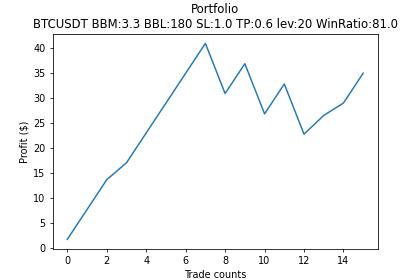 Portfolio
BTCUSDT BBM:3.3 BBL:180 SL:1.0 TP:0.6 lev:20 WinRatio:81.0
40
35
30
25
20
15
10
5
0
Profit ($)
0 2 4 6 8 10 12 14
Trade counts